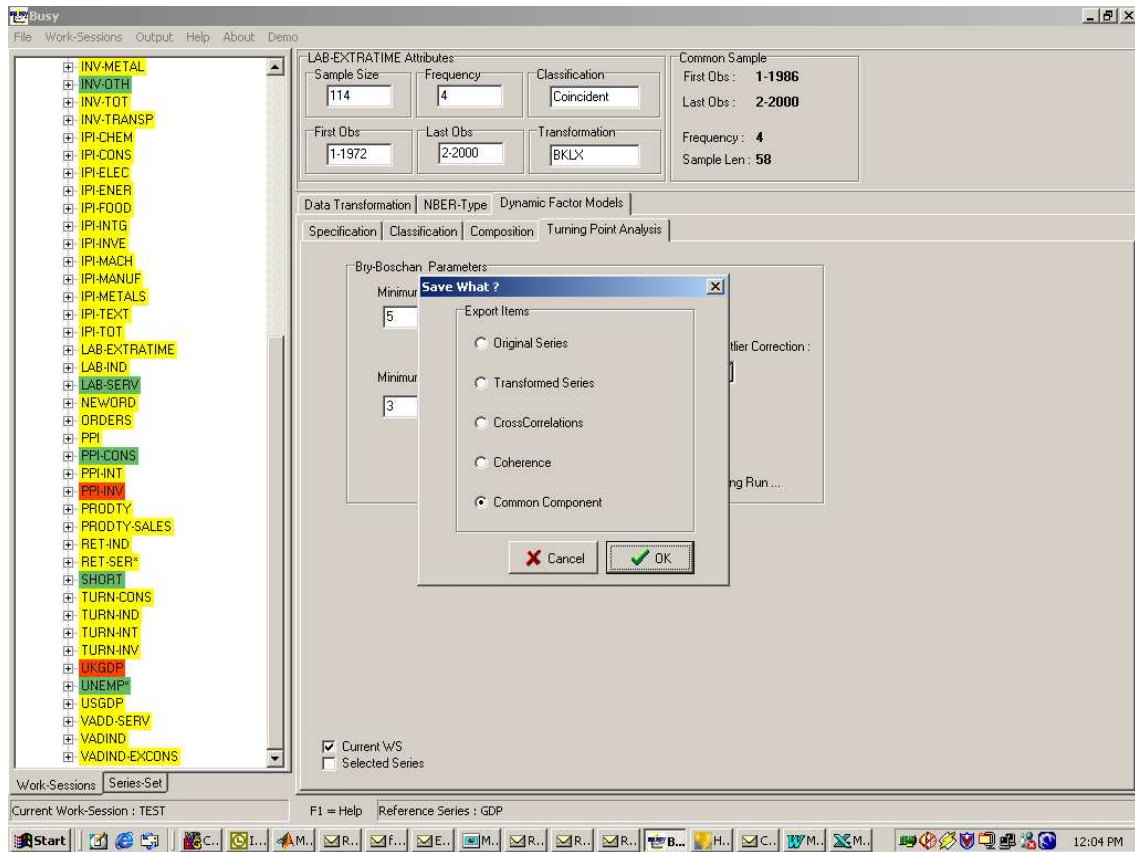 Busy
File Work-Sessions Output Help About Demo
INV-METAL
INV-OTH
INV-TOT
INV-TRANSP
IPI-CHEM
IPI-CONS
IPI-ELEC
IPI-ENER
IPI-FOOD
IPI-INTG
IPI-INVE
IPI-MACH
IPI-MANUF
IPI-METALS
IPI-TEXT
IPI-TOT
LAB-EXTRATIME
LAB-IND
LAB-SERV
NEWORD
ORDERS
PPI
PPI-CONS
PPI-INT
PPI-INV
PRODTY
PRODTY-SALES
RET-IND
RET-SER*
SHORT
TURN-CONS
TURN-IND
TURN-INT
TURN-INV
UKGDP
UNEMP*
USGDP
VADD-SERV
VADIND
VADIND-EXCONS
Work-Sessions Series-Set
LAB-EXTRATIME Attributes
Sample Size Frequency Classification
114 4 Coincident
First Obs Last Obs Transformation
1-1972 2-2000 BKLX
Common Sample
First Obs : 1-1986
Last Obs : 2-2000
Frequency : 4
Sample Len : 58
Data Transformation NBER-Type Dynamic Factor Models
Specification Classification Composition Turning Point Analysis
Bry-Boschan Parameters
Minimur
5
tlier Correction :
Minimur
3
ng Run ...
Save What ?
Export Items
Original Series
Transformed Series
CrossCorrelations
Coherence
Common Component
Cancel OK
Current WS
Selected Series
Current Work-Session : TEST F1 = Help Reference Series : GDP
Start C.. I... M.. R.. f... E.. M.. R.. R.. R.. B... H.. C.. M.. M.. 12:04 PM